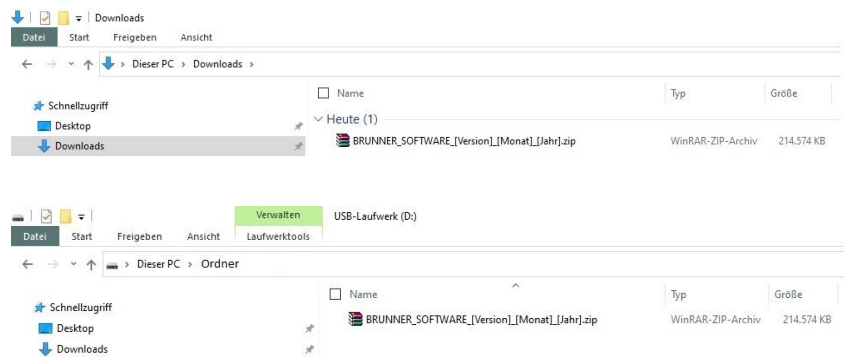 Downloads
Datei Start Freigeben Ansicht
Dieser PC > Downloads >
Name Typ Größe
Schnellzugriff
Heute (1)
Desktop
BRUNNER_SOFTWARE_[Version]_[Monat]_[Jahr].zip WinRAR-ZIP-Archiv 214.574 KB
Downloads
Verwalten USB-Laufwerk (D:)
Datei Start Freigeben Ansicht Laufwerktools
Dieser PC > Ordner
Name Typ Größe
Schnellzugriff
BRUNNER_SOFTWARE_[Version]_[Monat]_[Jahr].zip WinRAR-ZIP-Archiv 214.574 KB
Desktop
Downloads